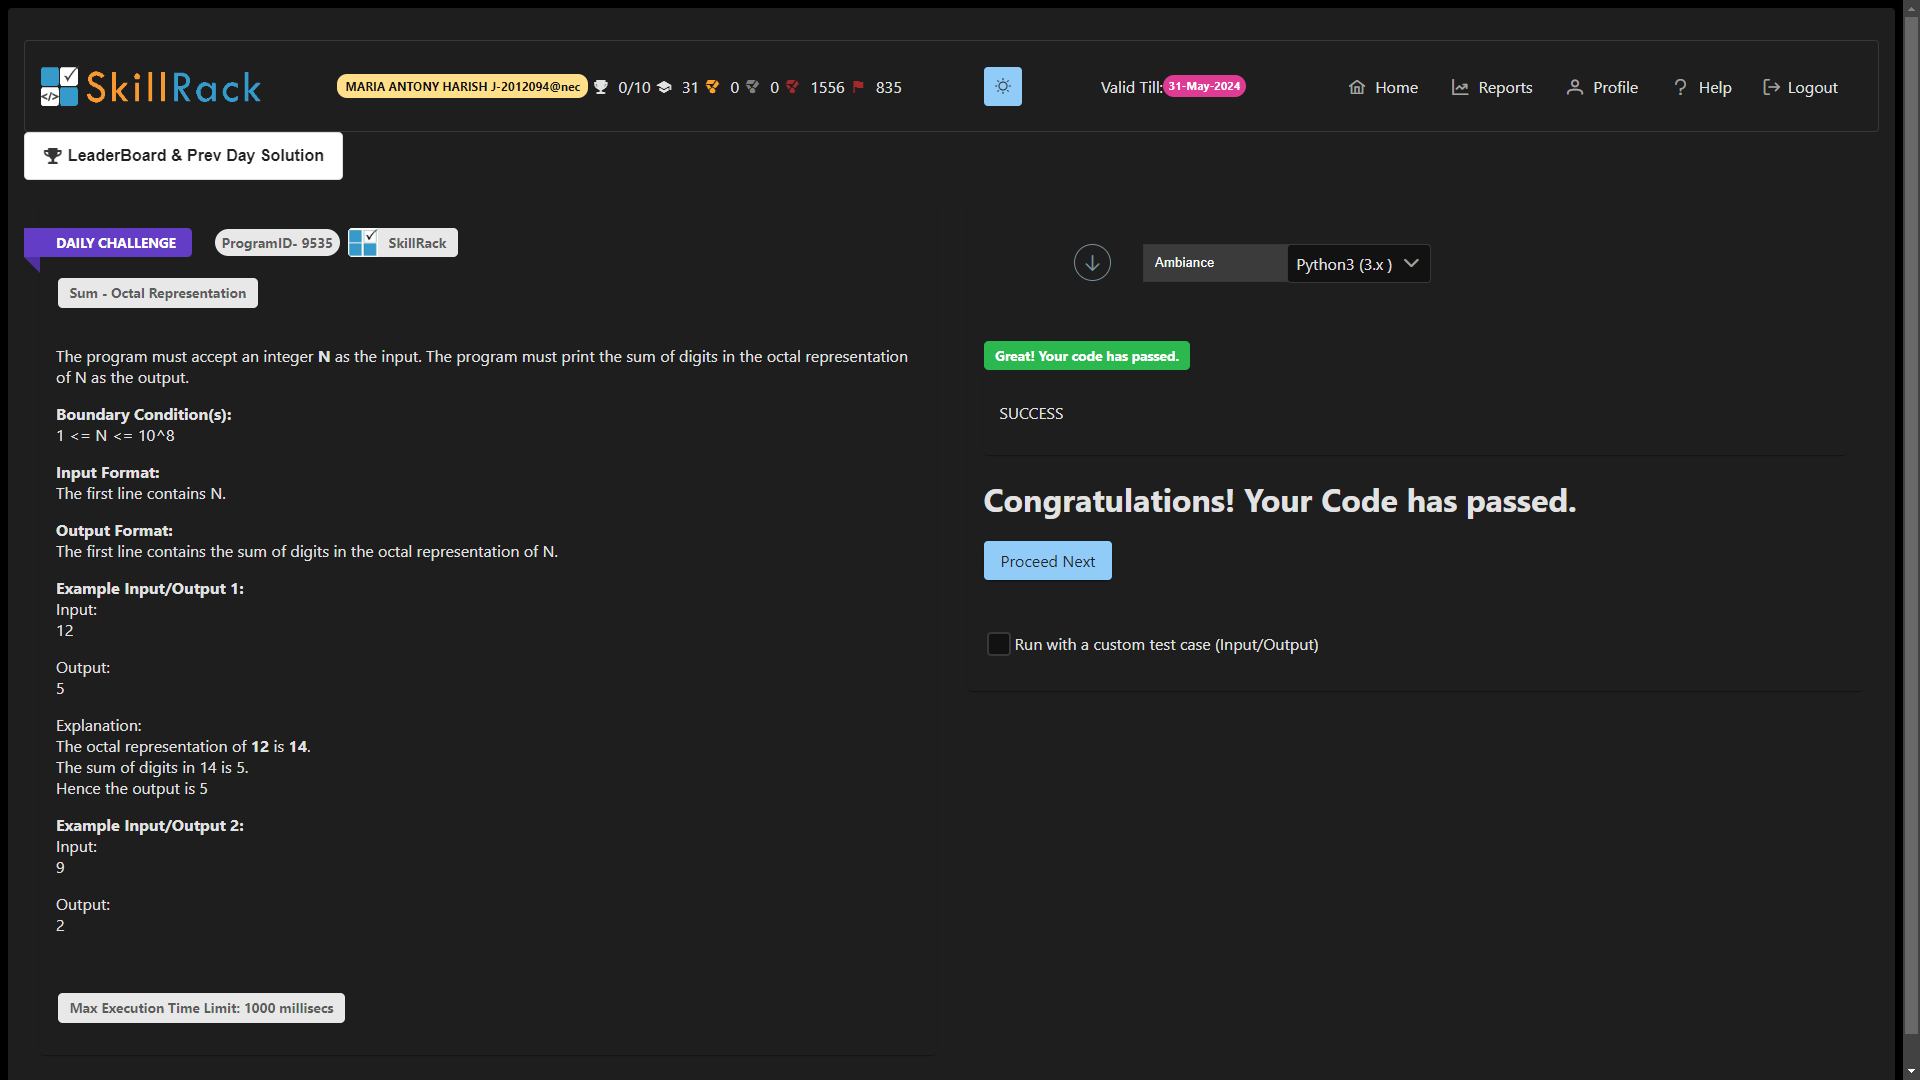 SkillRack
MARIA ANTONY HARISH J-2012094@nec 0/10 31 0 0 1556 835
Valid Till: 31-May-2024
Home Reports Profile Help Logout
LeaderBoard & Prev Day Solution
DAILY CHALLENGE ProgramID- 9535 SkillRack
Sum - Octal Representation
The program must accept an integer N as the input. The program must print the sum of digits in the octal representation
of N as the output.
Boundary Condition(s):
1 <= N <= 10^8
Input Format:
The first line contains N.
Output Format:
The first line contains the sum of digits in the octal representation of N.
Example Input/Output 1:
Input:
12
Output:
5
Explanation:
The octal representation of 12 is 14.
The sum of digits in 14 is 5.
Hence the output is 5
Example Input/Output 2:
Input:
9
Output:
2
Max Execution Time Limit: 1000 millisecs
Ambiance Python3 (3.x )
Great! Your code has passed.
SUCCESS
Congratulations! Your Code has passed.
Proceed Next
Run with a custom test case (Input/Output)